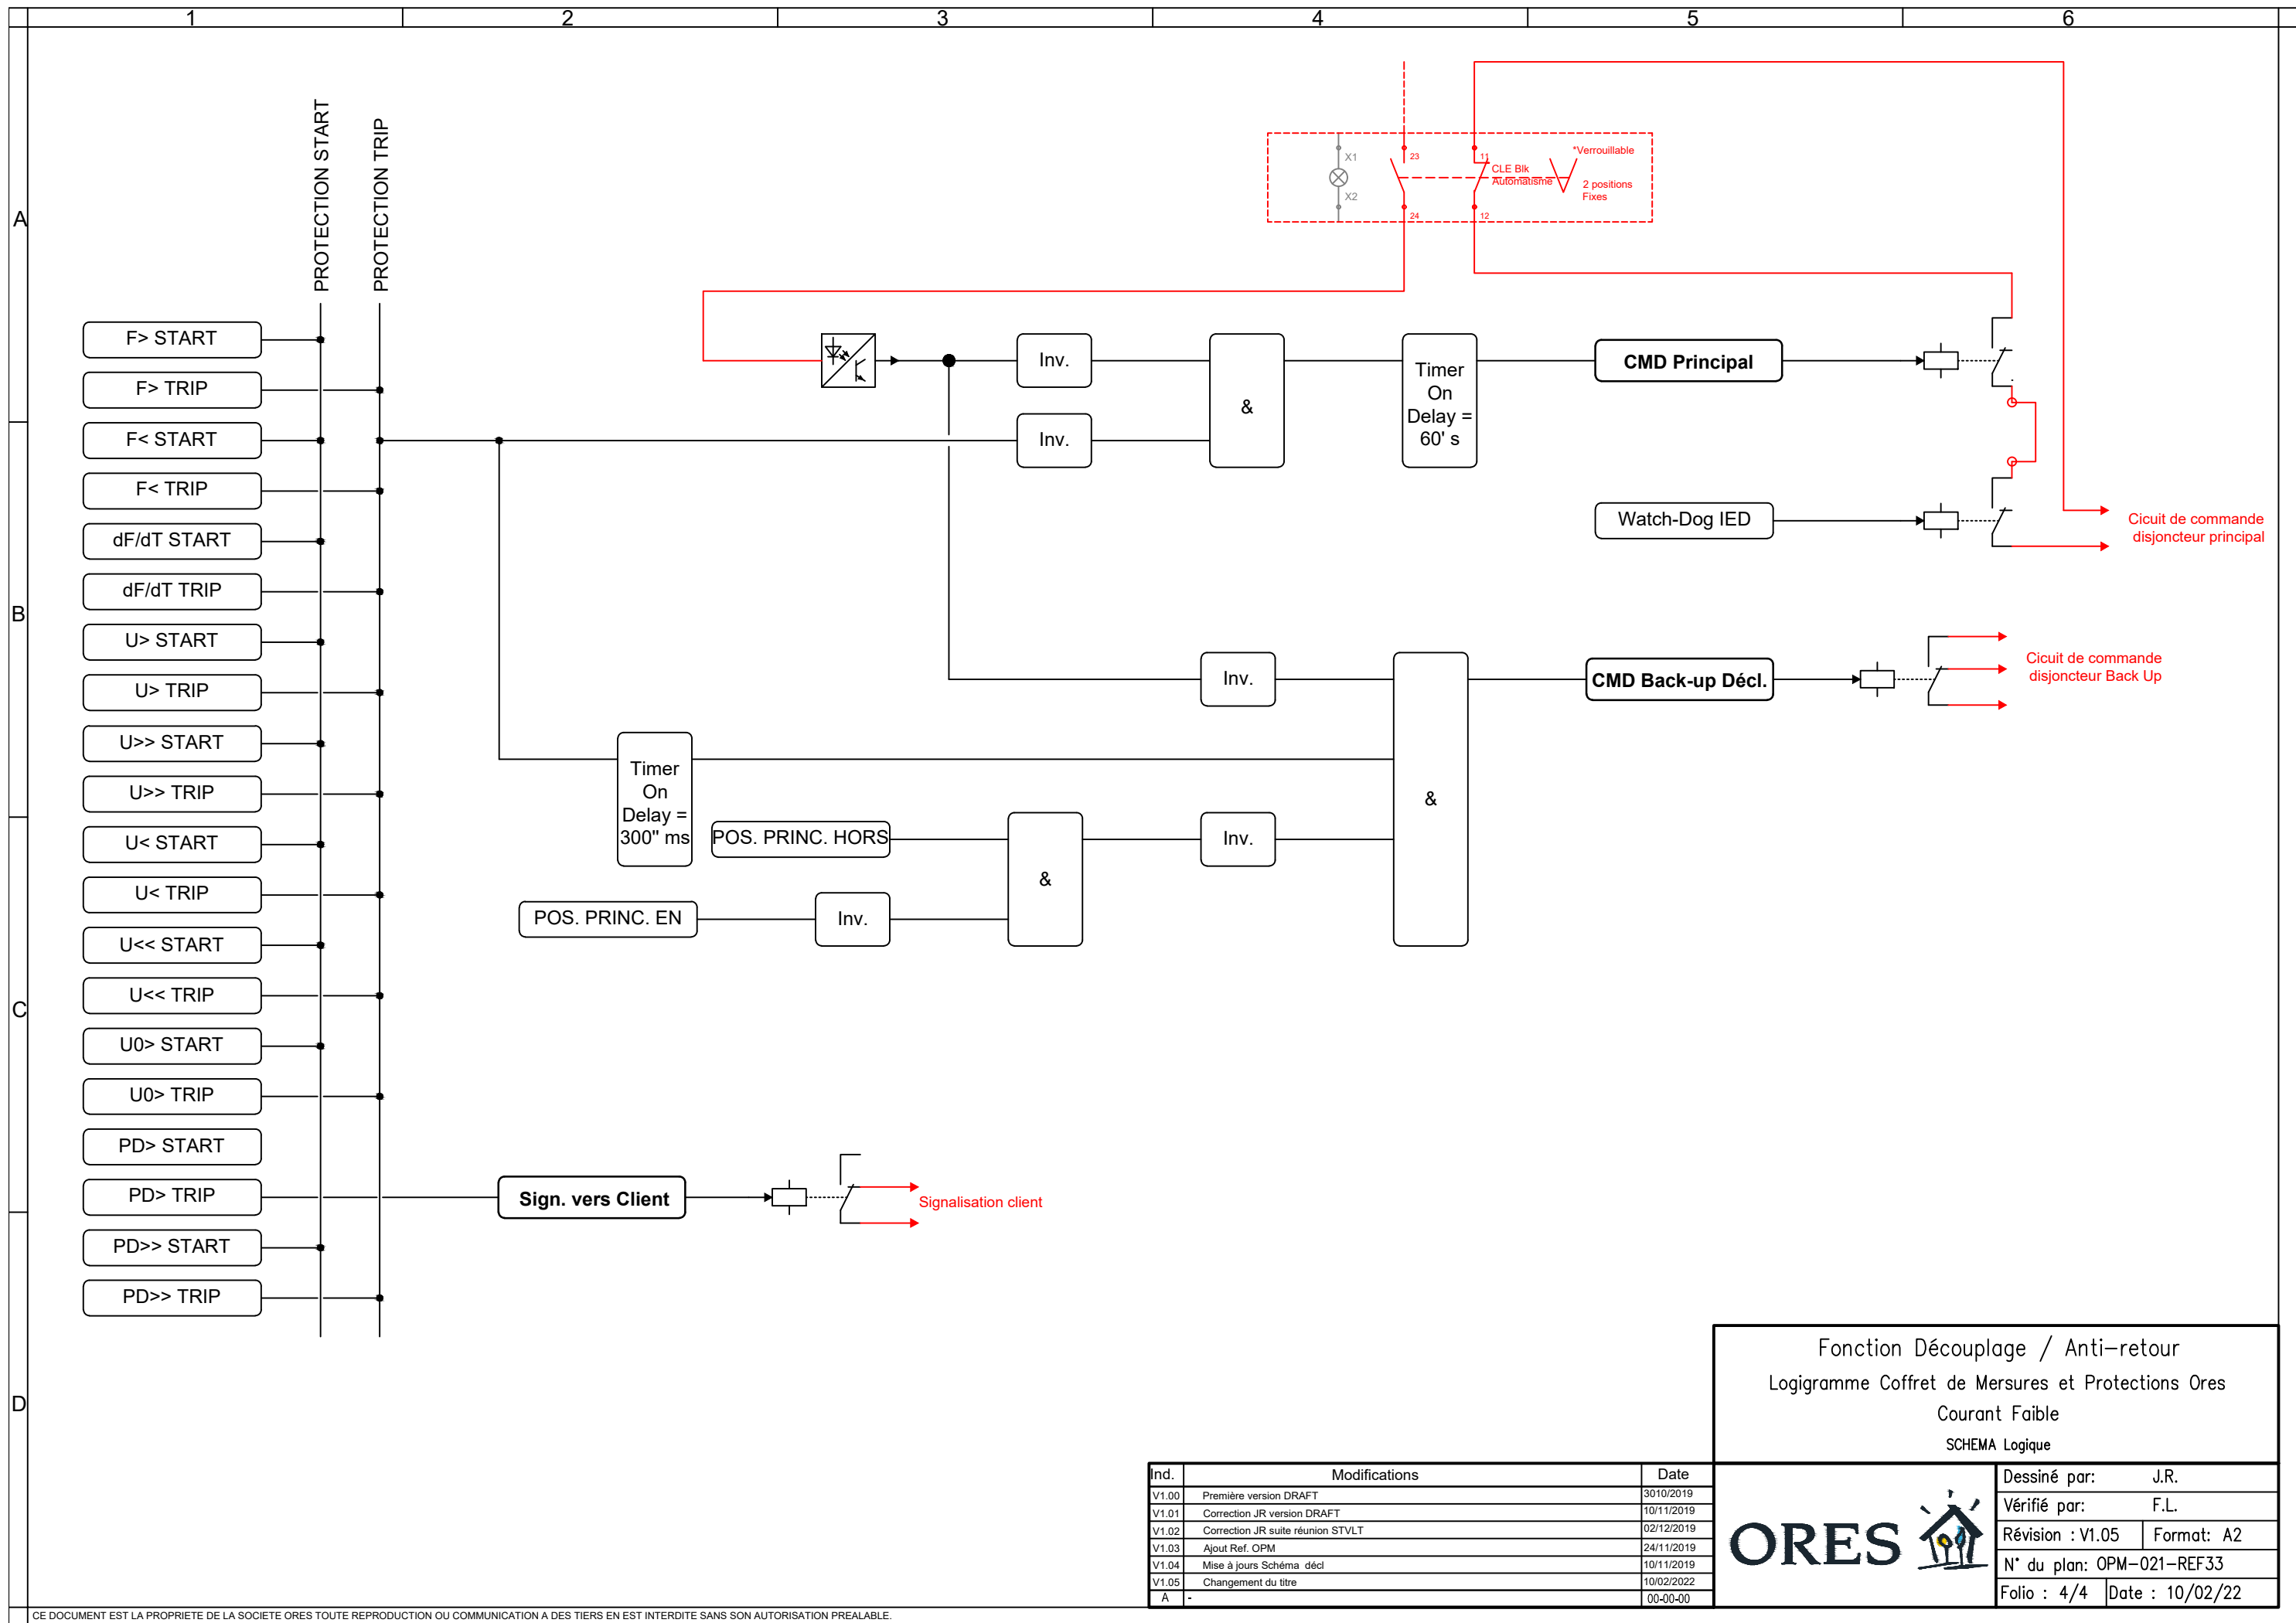 1 2 3 4 5 6
A
B
C
D
PROTECTION START
PROTECTION TRIP
F> START
F> TRIP
F< START
F< TRIP
dF/dT START
dF/dT TRIP
U> START
U> TRIP
U>> START
U>> TRIP
U< START
U< TRIP
U<< START
U<< TRIP
U0> START
U0> TRIP
PD> START
PD> TRIP
PD>> START
PD>> TRIP
X1
X2
23
24
11
12
CLE Blk
Automatisme
*Verrouillable
2 positions
Fixes
Inv.
Inv.
&
Timer
On
Delay =
60' s
CMD Principal
Watch-Dog IED
Cicuit de commande
disjoncteur principal
Inv.
CMD Back-up Décl.
Cicuit de commande
disjoncteur Back Up
Timer
On
Delay =
300'' ms
POS. PRINC. HORS
POS. PRINC. EN
Inv.
&
Inv.
&
Sign. vers Client
Signalisation client
Fonction Découplage / Anti-retour
Logigramme Coffret de Mersures et Protections Ores
Courant Faible
SCHEMA Logique
Ind. Modifications Date
V1.00 Première version DRAFT 3010/2019
V1.01 Correction JR version DRAFT 10/11/2019
V1.02 Correction JR suite réunion STVLT 02/12/2019
V1.03 Ajout Ref. OPM 24/11/2019
V1.04 Mise à jours Schéma décl 10/11/2019
V1.05 Changement du titre 10/02/2022
A - 00-00-00
ORES
Dessiné par: J.R.
Vérifié par: F.L.
Révision : V1.05 Format: A2
N° du plan: OPM-021-REF33
Folio : 4/4 Date : 10/02/22
CE DOCUMENT EST LA PROPRIETE DE LA SOCIETE ORES TOUTE REPRODUCTION OU COMMUNICATION A DES TIERS EN EST INTERDITE SANS SON AUTORISATION PREALABLE.